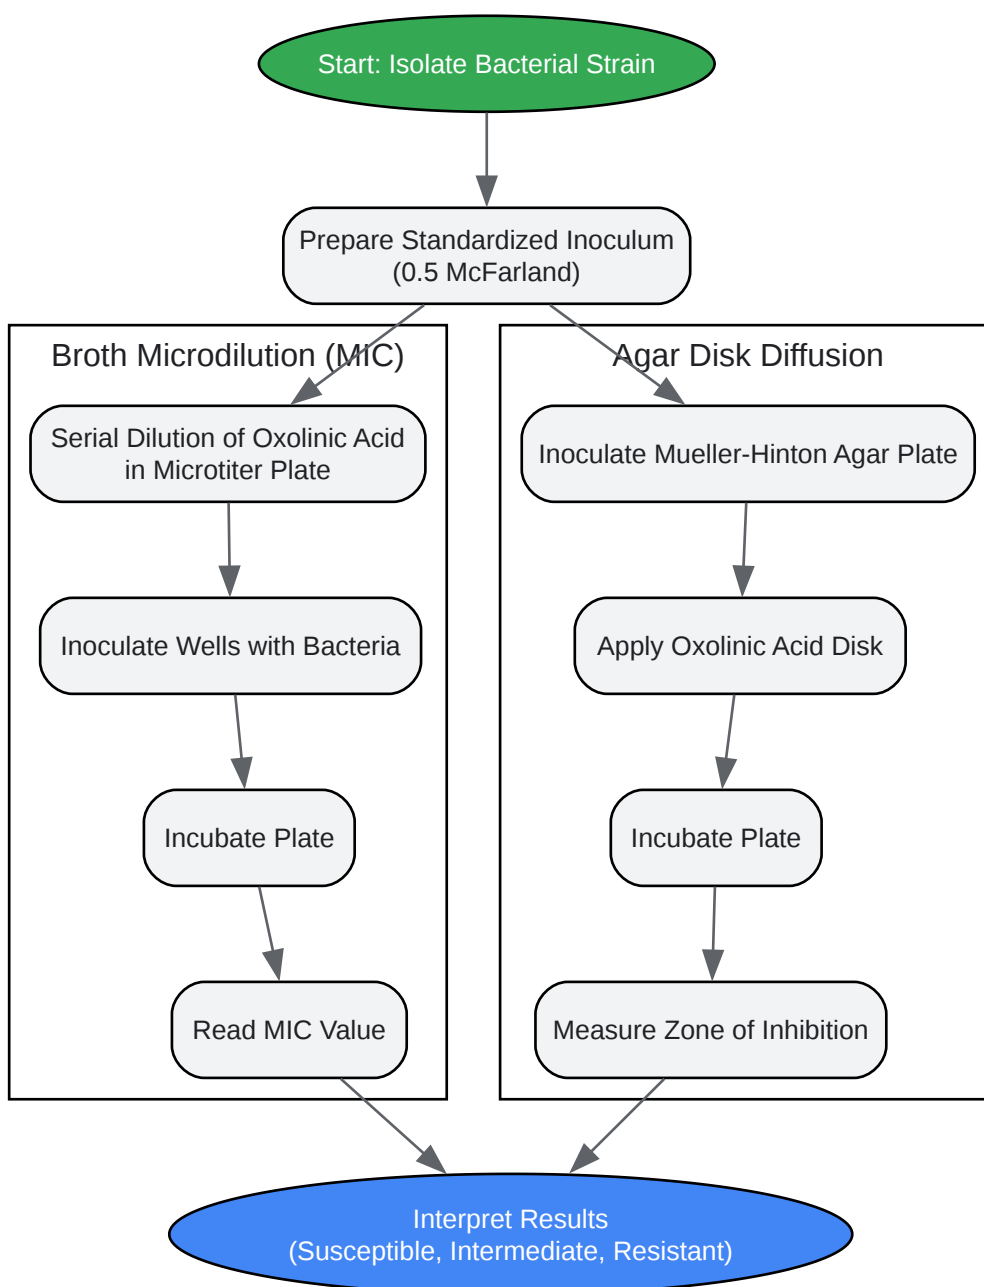 Start: Isolate Bacterial Strain
Prepare Standardized Inoculum
(0.5 McFarland)
Broth Microdilution (MIC)
Serial Dilution of Oxolinic Acid
in Microtiter Plate
Inoculate Wells with Bacteria
Incubate Plate
Read MIC Value
Agar Disk Diffusion
Inoculate Mueller-Hinton Agar Plate
Apply Oxolinic Acid Disk
Incubate Plate
Measure Zone of Inhibition
Interpret Results
(Susceptible, Intermediate, Resistant)